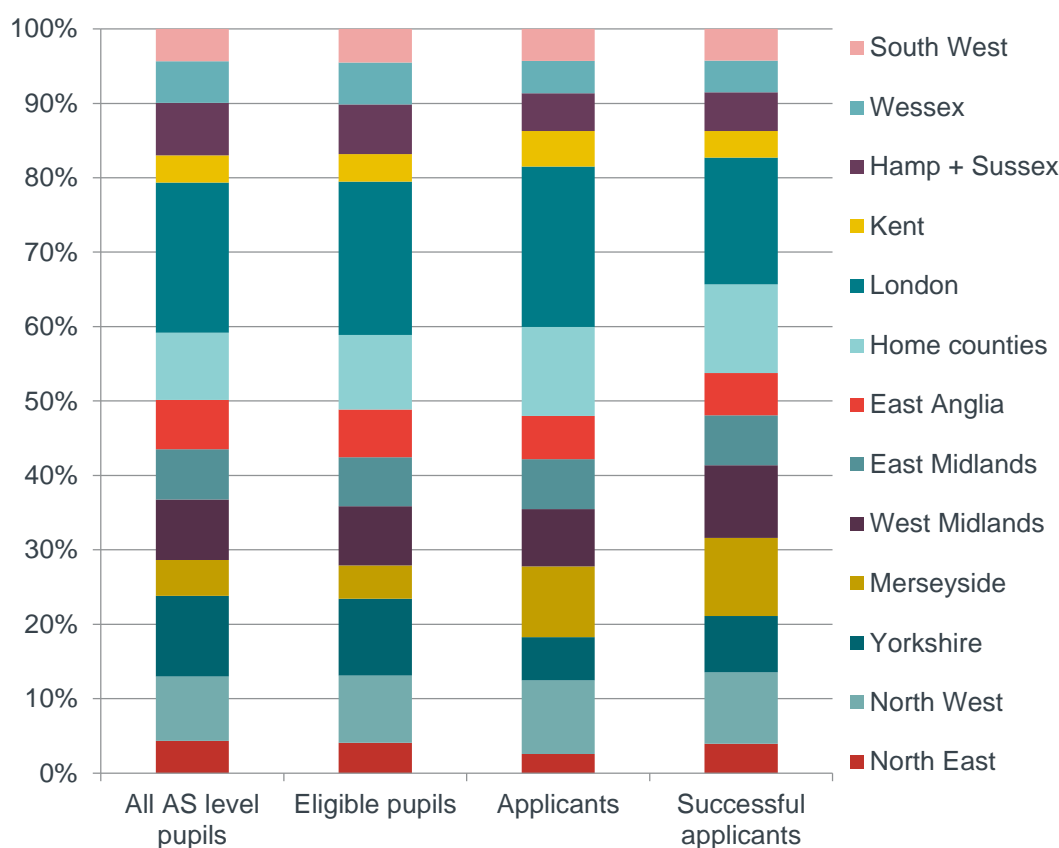 100%
90%
80%
70%
60%
50%
40%
30%
20%
10%
0%
All AS level
pupils
Eligible pupils
Applicants
Successful
applicants
South West
Wessex
Hamp + Sussex
Kent
London
Home counties
East Anglia
East Midlands
West Midlands
Merseyside
Yorkshire
North West
North East